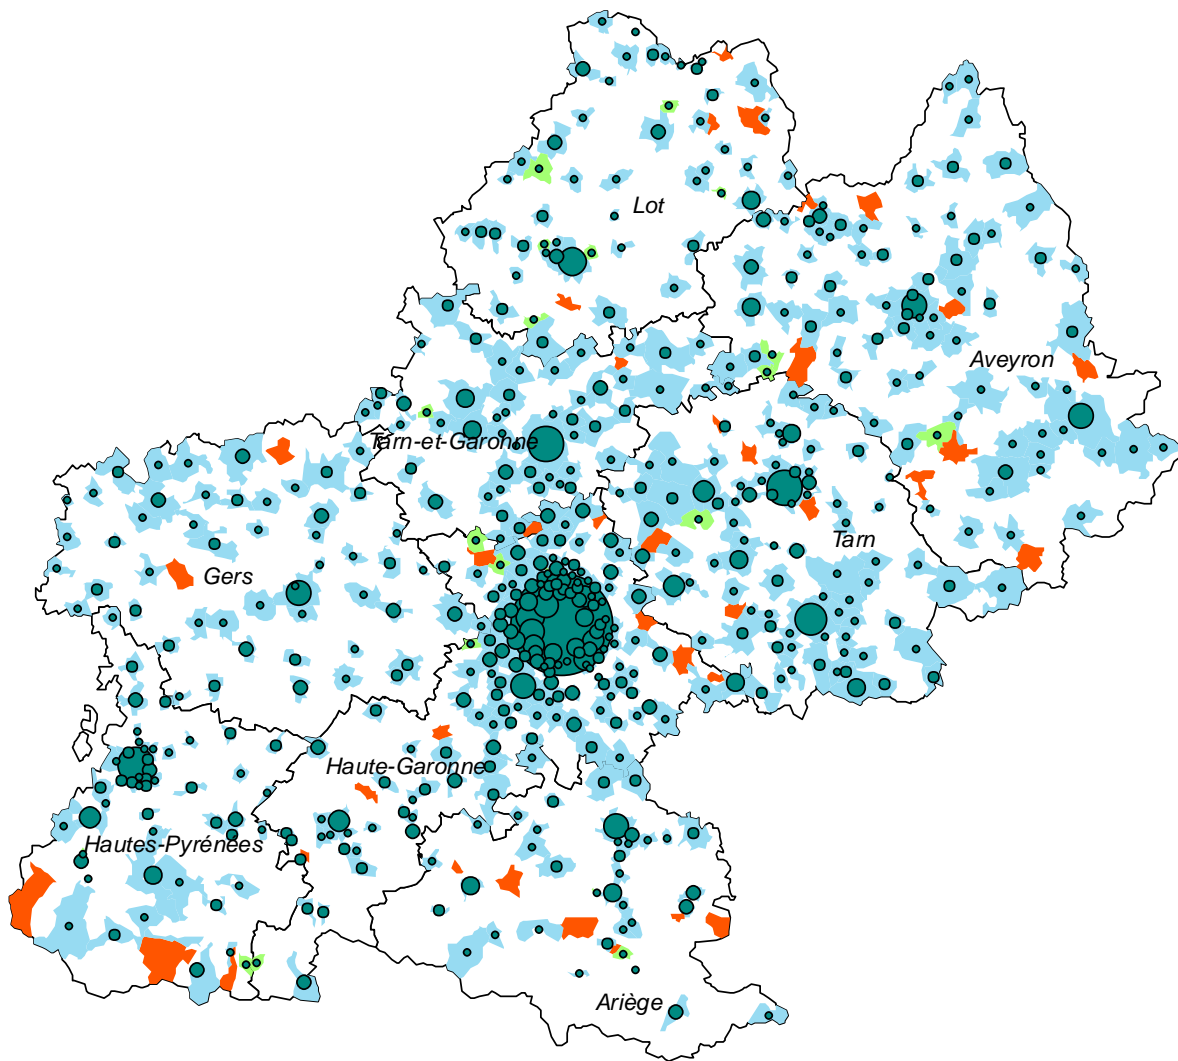 Lot
Aveyron
Tarn-et-Garonne
Tarn
Gers
Haute-Garonne
Hautes-Pyrénées
Ariège